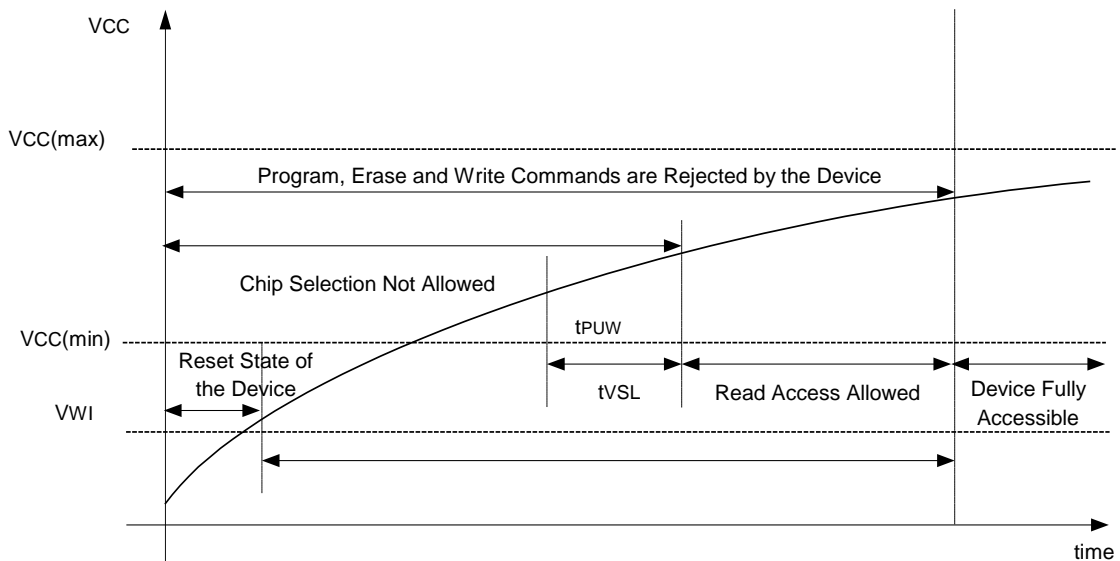 VCC
VCC(max)
Program, Erase and Write Commands are Rejected by the Device
Chip Selection Not Allowed
VCC(min)
tPUW
Reset State of
the Device
tVSL
Read Access Allowed
Device Fully
Accessible
VWI
time